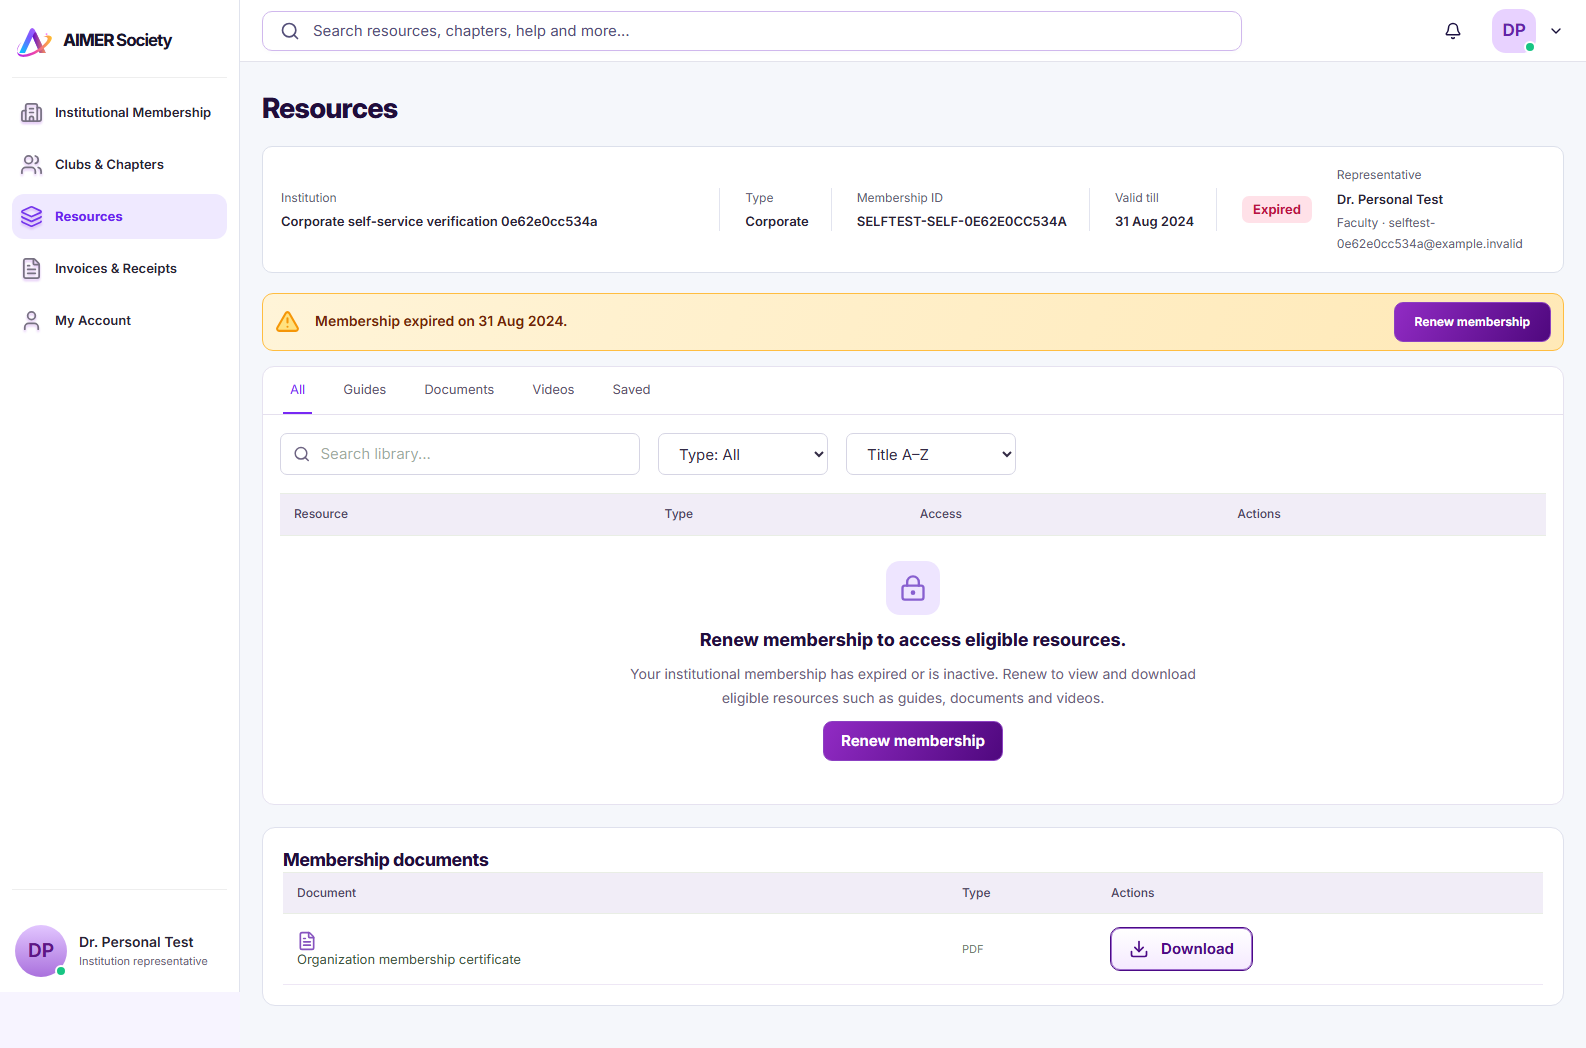 AIMER Society
Search resources, chapters, help and more...
DP
Institutional Membership
Clubs & Chapters
Resources
Invoices & Receipts
My Account
Resources
Institution
Corporate self-service verification 0e62e0cc534a
Type
Corporate
Membership ID
SELFTEST-SELF-0E62E0CC534A
Valid till
31 Aug 2024
Expired
Representative
Dr. Personal Test
Faculty · selftest-
0e62e0cc534a@example.invalid
Membership expired on 31 Aug 2024.
Renew membership
All
Guides
Documents
Videos
Saved
Search library...
Type: All
Title A–Z
Resource
Type
Access
Actions
Renew membership to access eligible resources.
Your institutional membership has expired or is inactive. Renew to view and download
eligible resources such as guides, documents and videos.
Renew membership
Membership documents
Document
Type
Actions
Organization membership certificate
PDF
Download
DP
Dr. Personal Test
Institution representative